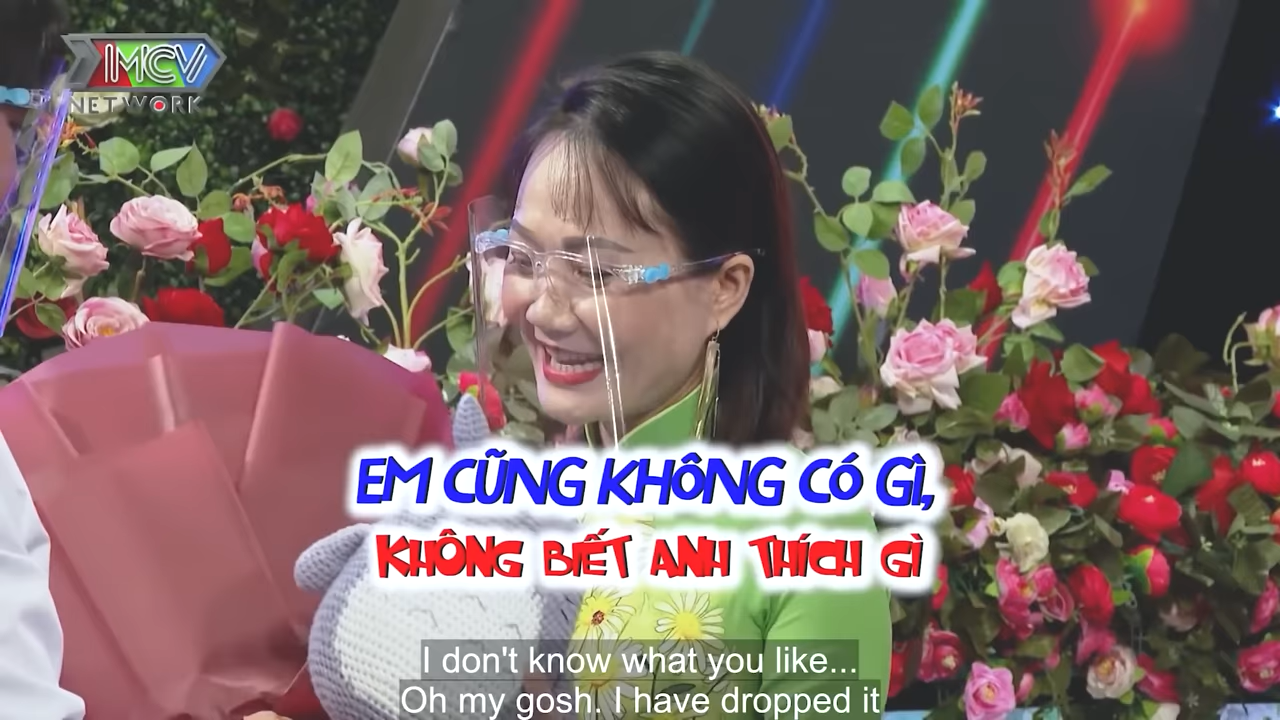 MCV
NETWORK
EM CŨNG KHÔNG CÓ GÌ,
KHÔNG BIẾT ANH THÍCH GÌ
I don't know what you like...
Oh my gosh. I have dropped it